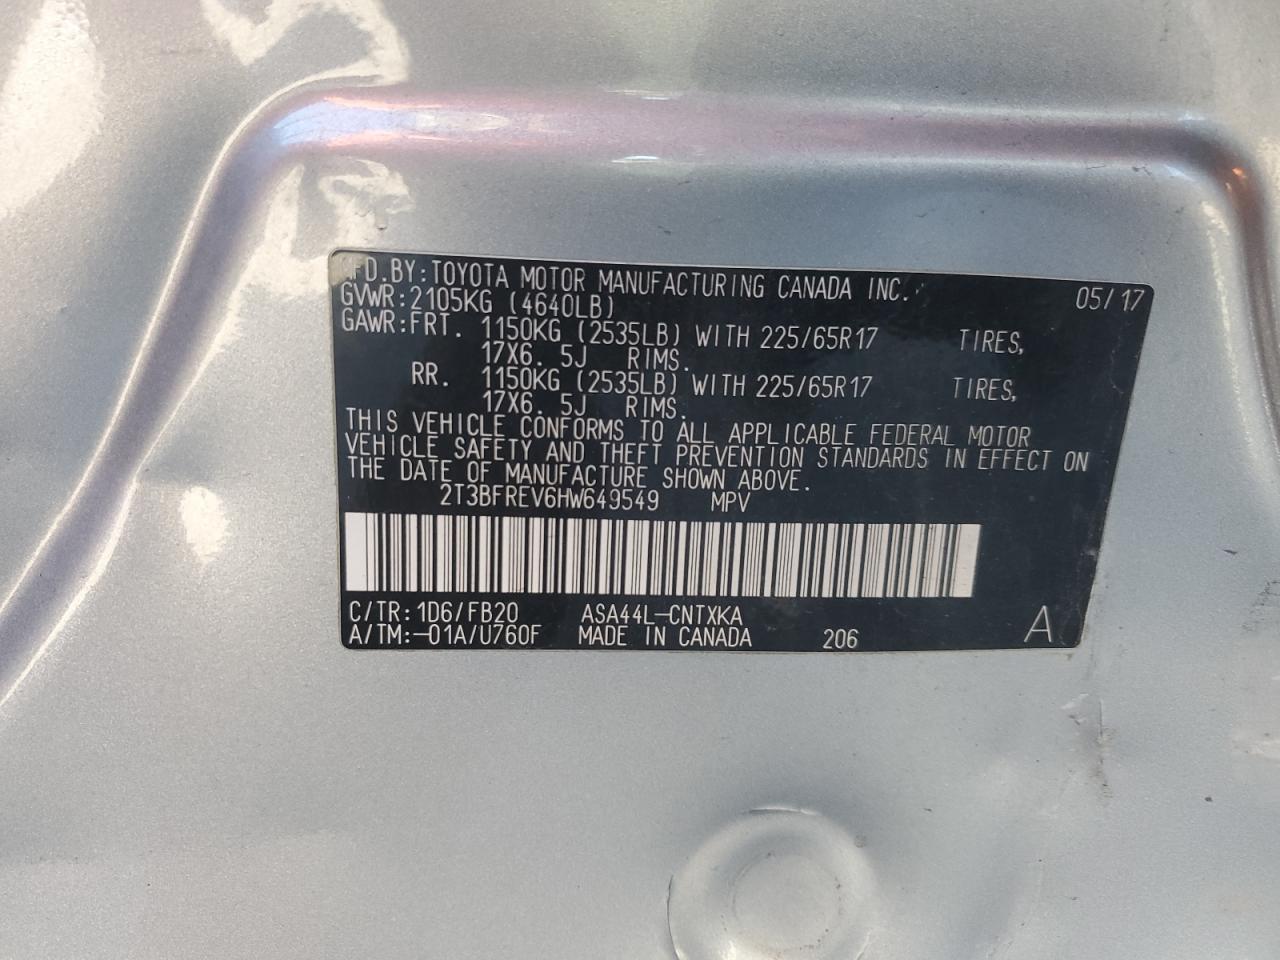 MFD.BY:TOYOTA MOTOR MANUFACTURING CANADA INC. 05/17
GVWR:2105KG (4640LB)
GAWR:FRT. 1150KG (2535LB) WITH 225/65R17 TIRES,
17X6. 5J RIMS.
RR. 1150KG (2535LB) WITH 225/65R17 TIRES,
17X6. 5J RIMS.
THIS VEHICLE CONFORMS TO ALL APPLICABLE FEDERAL MOTOR
VEHICLE SAFETY AND THEFT PREVENTION STANDARDS IN EFFECT ON
THE DATE OF MANUFACTURE SHOWN ABOVE.
2T3BFREV6HW649549 MPV
C/TR:1D6/FB20 ASA44L-CNTXKA
A/TM:-01A/U760F MADE IN CANADA 206 A